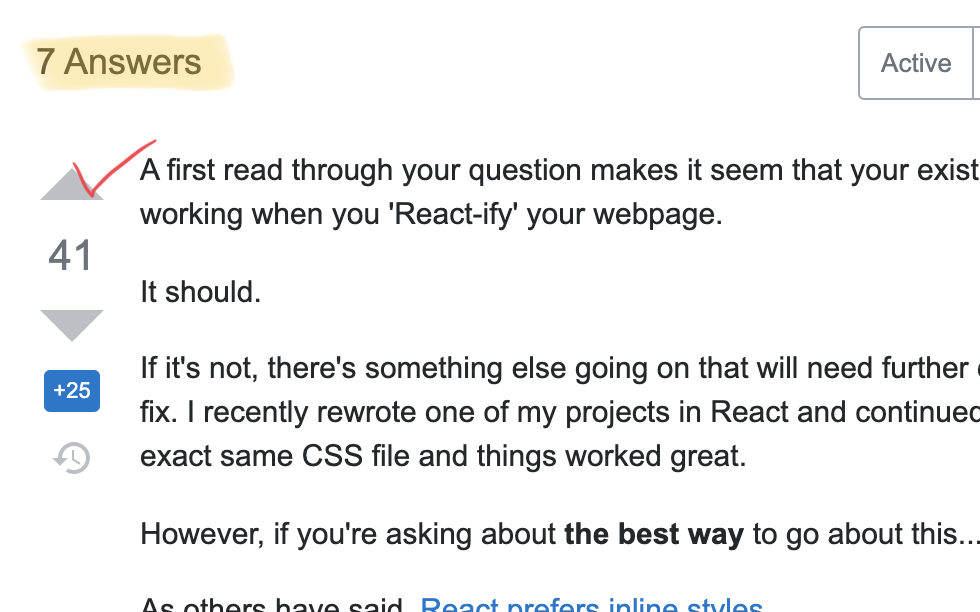 7 Answers
Active
A first read through your question makes it seem that your exist
working when you 'React-ify' your webpage.
41
It should.
If it's not, there's something else going on that will need further
+25
fix. I recently rewrote one of my projects in React and continued
exact same CSS file and things worked great.
However, if you're asking about the best way to go about this...
As others have said, React prefers inline styles